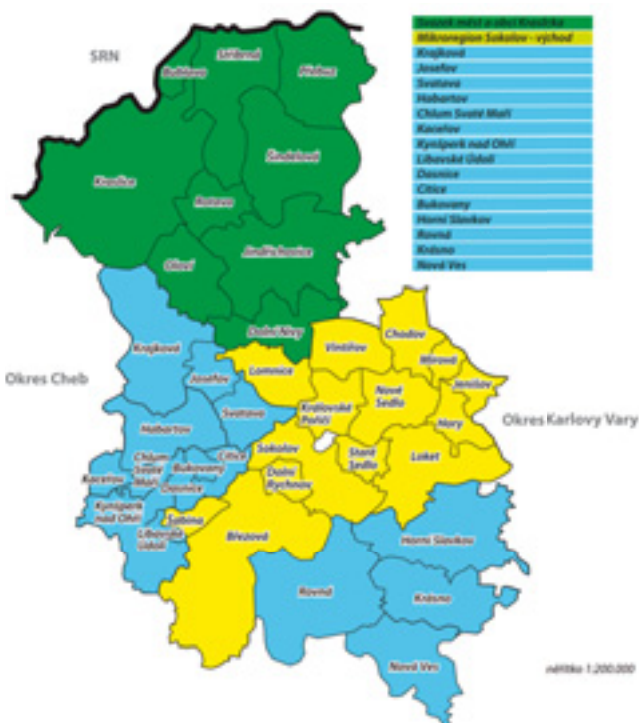 SRN
Svazek měst a obcí Kraslicka
Mikroregion Sokolov - východ
Krajková
Josefov
Svatava
Habartov
Chlum Svaté Maří
Kaceřov
Kynšperk nad Ohří
Libavské Údolí
Dasnice
Citice
Bukovany
Horní Slavkov
Rovná
Krásno
Nová Ves
Bublava
Stříbrná
Přebuz
Šindelová
Kraslice
Rotava
Jindřichovice
Oloví
Dolní Nivy
Krajková
Josefov
Lomnice
Vintířov
Chodov
Mírová
Jenišov
Okres Cheb
Svatava
Královské
Poříčí
Nové
Sedlo
Nory
Okres Karlovy Vary
Habartov
Sokolov
Staré
Sedlo
Loket
Chlum
Svaté
Maří
Bukovany
Citice
Kaceřov
Dasnice
Dolní
Rychnov
Kynšperk
nad Ohří
Šabina
Libavské
Údolí
Březová
Horní Slavkov
Rovná
Krásno
Nová Ves
měřítko 1:200.000